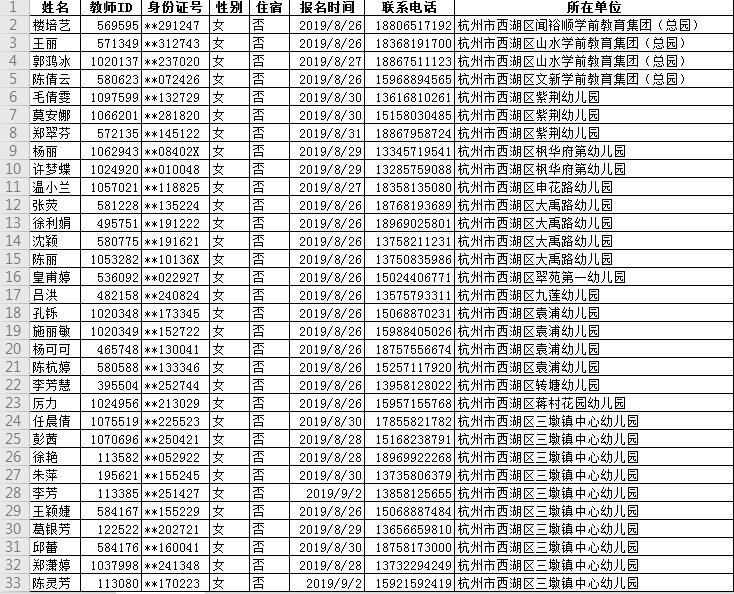 1 姓名 教师ID 身份证号 性别 住宿 报名时间 联系电话 所在单位
2 楼培艺 569595 **291247 女 否 2019/8/26 18806517192 杭州市西湖区闻裕顺学前教育集团（总园）
3 王丽 571349 **312743 女 否 2019/8/26 18368191700 杭州市西湖区山水学前教育集团（总园）
4 郭鸿冰 1020137 **237020 女 否 2019/8/27 18867511123 杭州市西湖区山水学前教育集团（总园）
5 陈倩云 580623 **072426 女 否 2019/8/26 15968894565 杭州市西湖区文新学前教育集团（总园）
6 毛倩雯 1097599 **132729 女 否 2019/8/30 13616810261 杭州市西湖区紫荆幼儿园
7 莫安娜 1066201 **281820 女 否 2019/8/30 15158030485 杭州市西湖区紫荆幼儿园
8 郑翠芬 572135 **145122 女 否 2019/8/31 18867958724 杭州市西湖区紫荆幼儿园
9 杨丽 1062943 **08402X 女 否 2019/8/29 13345719541 杭州市西湖区枫华府第幼儿园
10 许梦蝶 1024920 **010048 女 否 2019/8/29 13285759088 杭州市西湖区枫华府第幼儿园
11 温小兰 1057021 **118825 女 否 2019/8/27 18358135080 杭州市西湖区申花路幼儿园
12 张荧 581228 **135224 女 否 2019/8/26 18768193689 杭州市西湖区大禹路幼儿园
13 徐利娟 495751 **191222 女 否 2019/8/26 18969025801 杭州市西湖区大禹路幼儿园
14 沈颖 580775 **191621 女 否 2019/8/26 13758211231 杭州市西湖区大禹路幼儿园
15 陈丽 1053282 **10136X 女 否 2019/8/26 13750835986 杭州市西湖区大禹路幼儿园
16 皇甫婷 536092 **022927 女 否 2019/8/26 15024406771 杭州市西湖区翠苑第一幼儿园
17 吕洪 482158 **240824 女 否 2019/8/26 13575793311 杭州市西湖区九莲幼儿园
18 孔铄 1020348 **173345 女 否 2019/8/26 15068870231 杭州市西湖区袁浦幼儿园
19 施丽敏 1020349 **152722 女 否 2019/8/26 15988405026 杭州市西湖区袁浦幼儿园
20 杨可可 465748 **130041 女 否 2019/8/26 18757556674 杭州市西湖区袁浦幼儿园
21 陈杭婷 580588 **133346 女 否 2019/8/26 15257117920 杭州市西湖区袁浦幼儿园
22 李芳慧 395504 **252744 女 否 2019/8/26 13958128022 杭州市西湖区转塘幼儿园
23 厉力 1024956 **213029 女 否 2019/8/26 15957155768 杭州市西湖区蒋村花园幼儿园
24 任晨倩 1075519 **225523 女 否 2019/8/30 17855821782 杭州市西湖区三墩镇中心幼儿园
25 彭茜 1070696 **250421 女 否 2019/8/28 15168238791 杭州市西湖区三墩镇中心幼儿园
26 徐艳 113582 **052922 女 否 2019/8/28 18969922268 杭州市西湖区三墩镇中心幼儿园
27 朱萍 195621 **155245 女 否 2019/8/30 13735806379 杭州市西湖区三墩镇中心幼儿园
28 李芳 113385 **251427 女 否 2019/9/2 13858125655 杭州市西湖区三墩镇中心幼儿园
29 王颖婕 584167 **155229 女 否 2019/8/26 15068887484 杭州市西湖区三墩镇中心幼儿园
30 葛银芳 122522 **202721 女 否 2019/8/29 13656659810 杭州市西湖区三墩镇中心幼儿园
31 邱蕾 584176 **160041 女 否 2019/8/30 18758173000 杭州市西湖区三墩镇中心幼儿园
32 郑潇婷 1037998 **241348 女 否 2019/8/28 13732294249 杭州市西湖区三墩镇中心幼儿园
33 陈灵芳 113080 **170223 女 否 2019/9/2 15921592419 杭州市西湖区三墩镇中心幼儿园